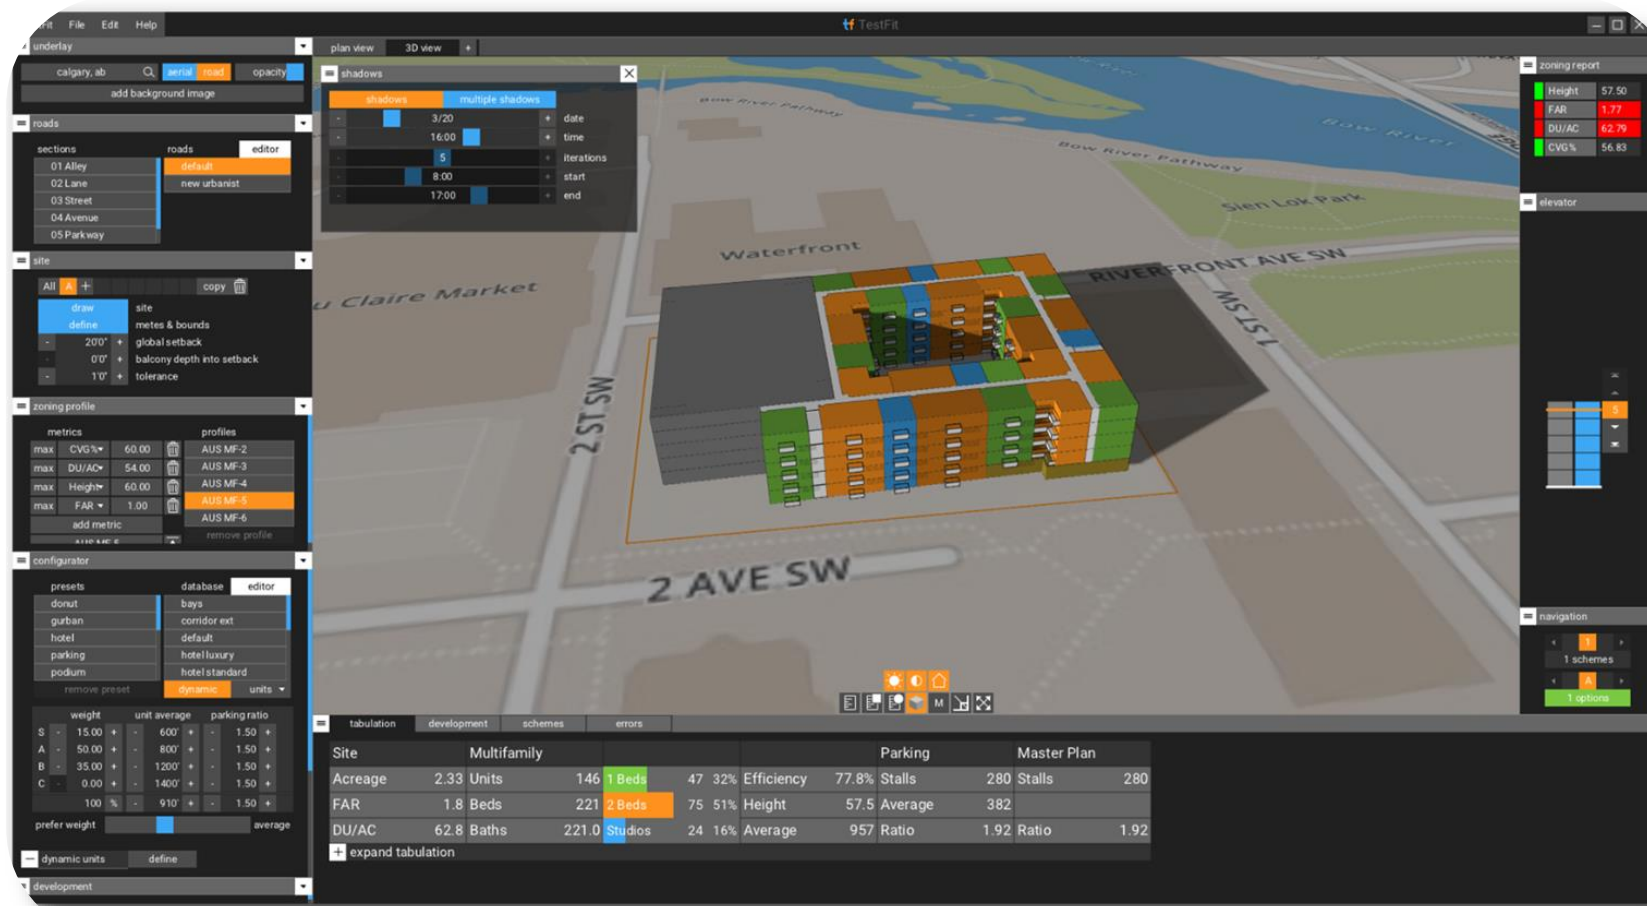 File Edit Help
TestFit
underlay
calgary, ab aerial road opacity
add background image
roads
sections roads editor
01 Alley default
02 Lane new urbanist
03 Street
04 Avenue
05 Parkway
site
All A + copy
draw site
define metes & bounds
- 20'0" + global setback
- 0'0" + balcony depth into setback
- 1'0" + tolerance
zoning profile
metrics profiles
max CVG% 60.00 AUS MF-2
max DU/AC 54.00 AUS MF-3
max Height 60.00 AUS MF-4
max FAR 1.00 AUS MF-5
add metric AUS MF-6
remove profile
configurator
presets database editor
donut bays
gurban corridor ext
hotel default
parking hotel luxury
podium hotel standard
remove preset dynamic units
weight unit average parking ratio
S - 15.00 + - 600' + - 1.50 +
A - 50.00 + - 800' + - 1.50 +
B - 35.00 + - 1200' + - 1.50 +
C - 0.00 + - 1400' + - 1.50 +
100 % - 910' + - 1.50 +
prefer weight average
dynamic units define
development
plan view 3D view +
shadows
shadows multiple shadows
- 3/20 + date
- 16:00 + time
- 5 + iterations
- 8:00 + start
- 17:00 + end
Bow River Pathway
Bow River
Bow River Pathway
Sien Lok Park
Waterfront
RIVERFRONT AVE SW
u Claire Market
1 ST SW
2 ST SW
2 AVE SW
M
zoning report
Height 57.50
FAR 1.77
DU/AC 62.79
CVG% 56.83
elevator
5
navigation
1
1 schemes
A
1 options
tabulation development schemes errors
Site Multifamily Parking Master Plan
Acreage 2.33 Units 146 1 Beds 47 32% Efficiency 77.8% Stalls 280 Stalls 280
FAR 1.8 Beds 221 2 Beds 75 51% Height 57.5 Average 382
DU/AC 62.8 Baths 221.0 Studios 24 16% Average 957 Ratio 1.92 Ratio 1.92
+ expand tabulation